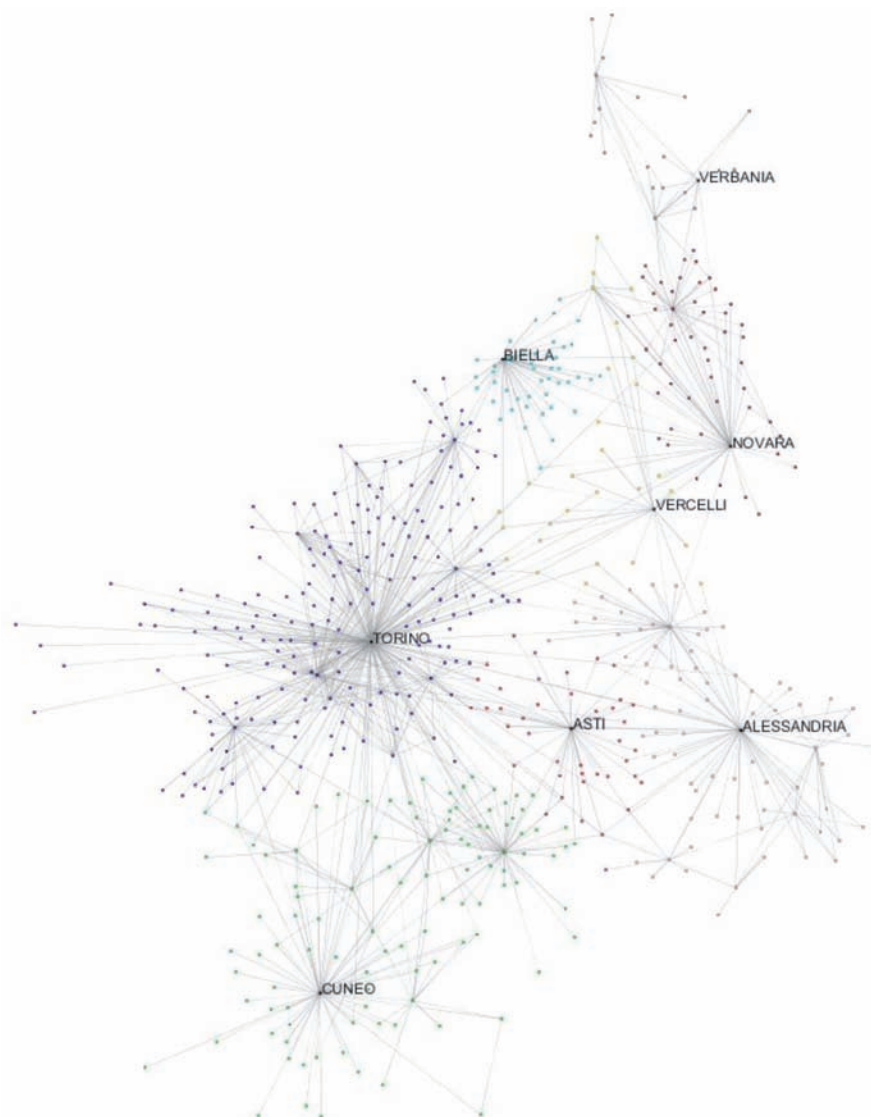 VERBANIA
BIELLA
NOVARA
VERCELLI
TORINO
ASTI
ALESSANDRIA
CUNEO